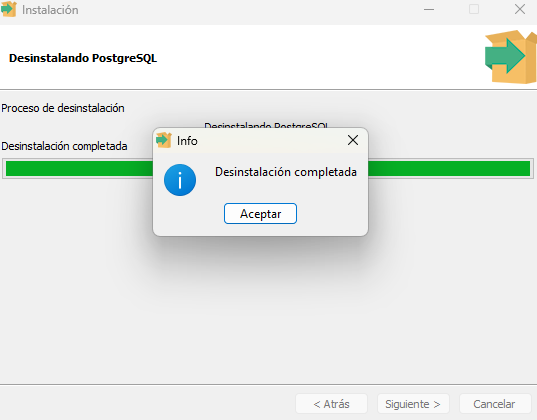 Instalación
Desinstalando PostgreSQL
Proceso de desinstalación
Desinstalando PostgreSQL
Desinstalación completada
Info
Desinstalación completada
Aceptar
< Atrás
Siguiente >
Cancelar